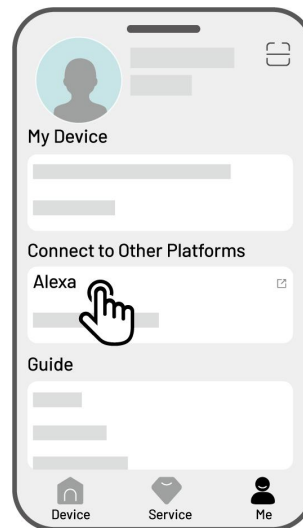 My Device
Connect to Other Platforms
Alexa
Guide
Device Service Me